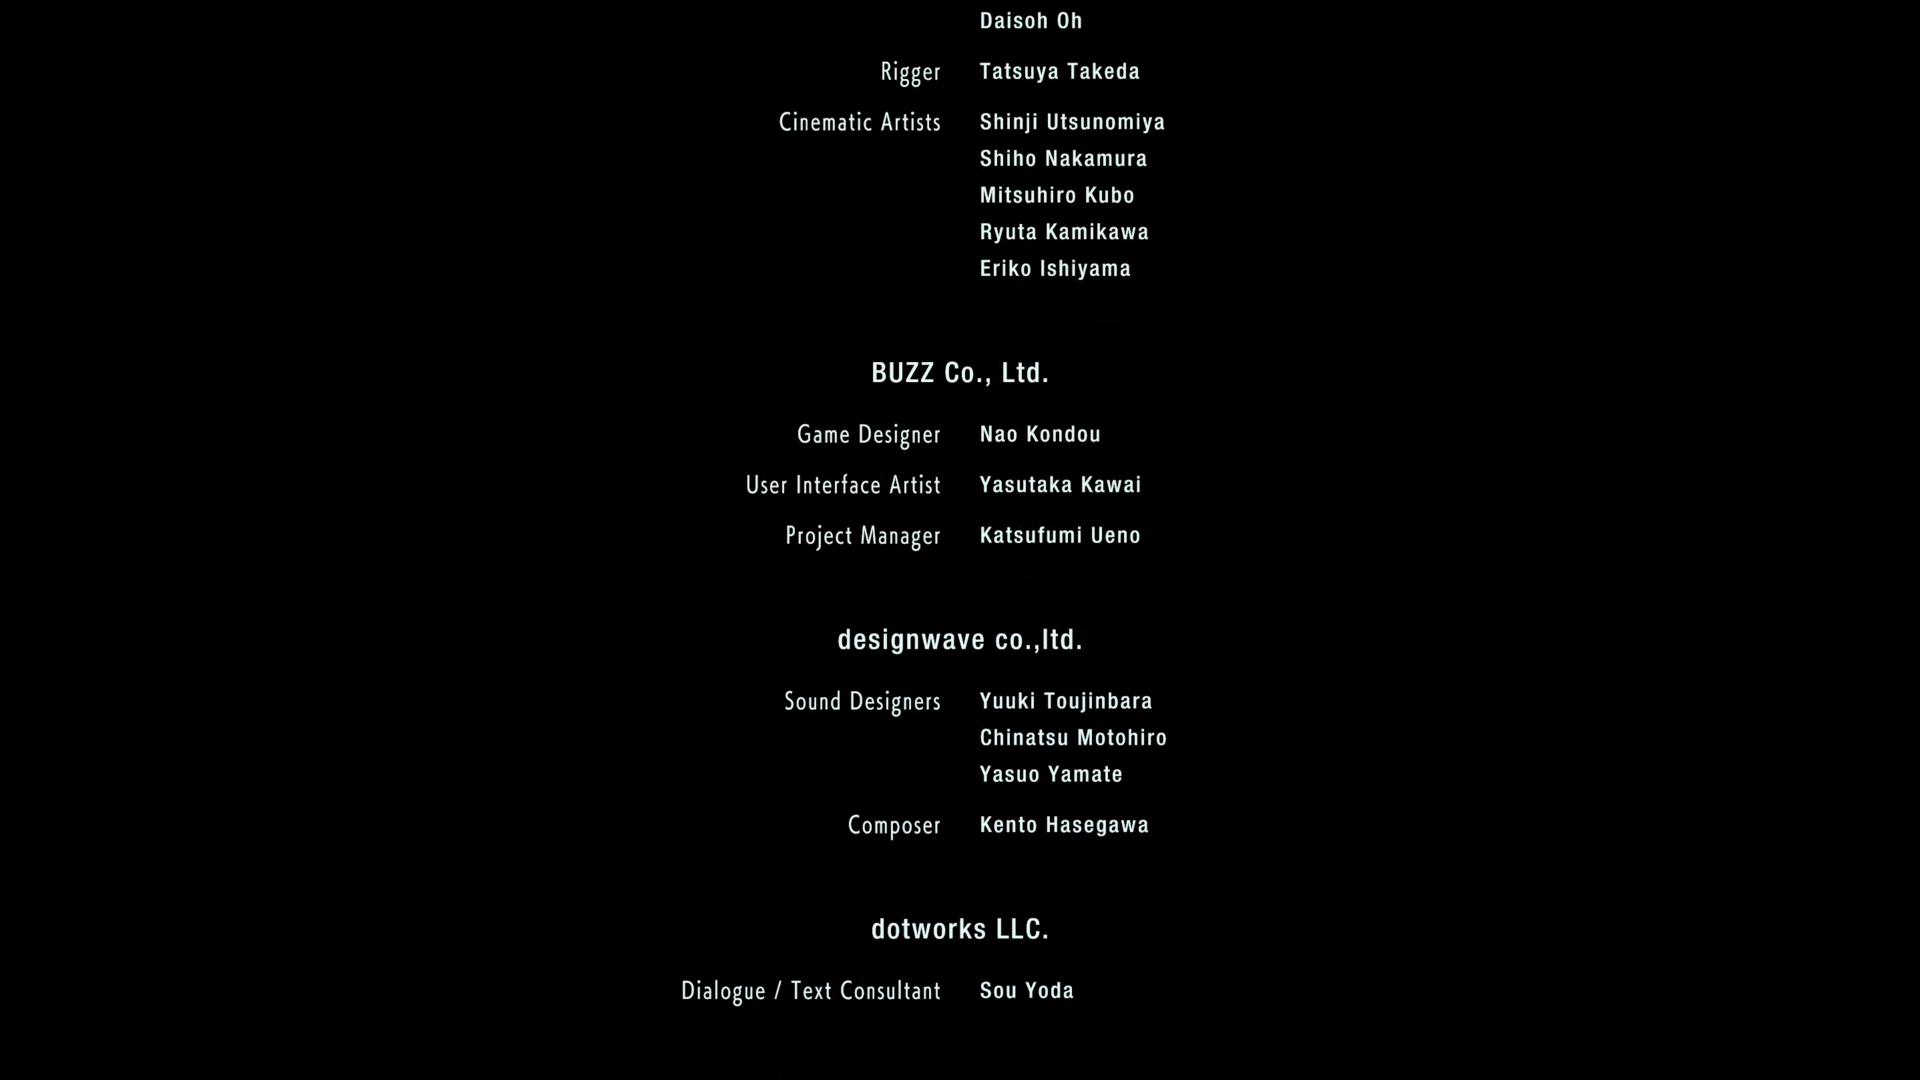 Daisoh Oh
Rigger Tatsuya Takeda
Cinematic Artists Shinji Utsunomiya
Shiho Nakamura
Mitsuhiro Kubo
Ryuta Kamikawa
Eriko Ishiyama
BUZZ Co., Ltd.
Game Designer Nao Kondou
User Interface Artist Yasutaka Kawai
Project Manager Katsufumi Ueno
designwave co.,ltd.
Sound Designers Yuuki Toujinbara
Chinatsu Motohiro
Yasuo Yamate
Composer Kento Hasegawa
dotworks LLC.
Dialogue / Text Consultant Sou Yoda